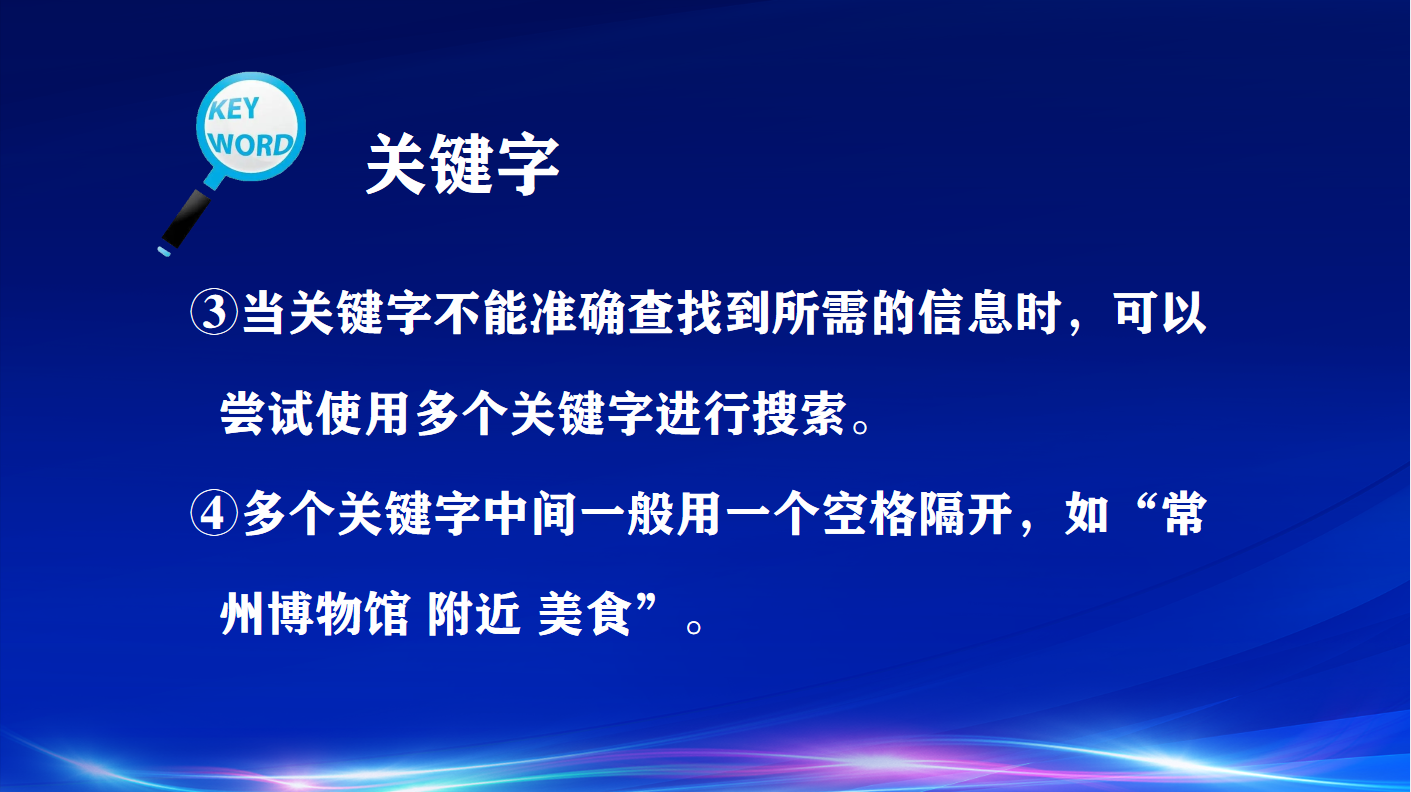 KEY
WORD
关键字
③当关键字不能准确查找到所需的信息时，可以
尝试使用多个关键字进行搜索。
④多个关键字中间一般用一个空格隔开，如“常
州博物馆 附近 美食”。